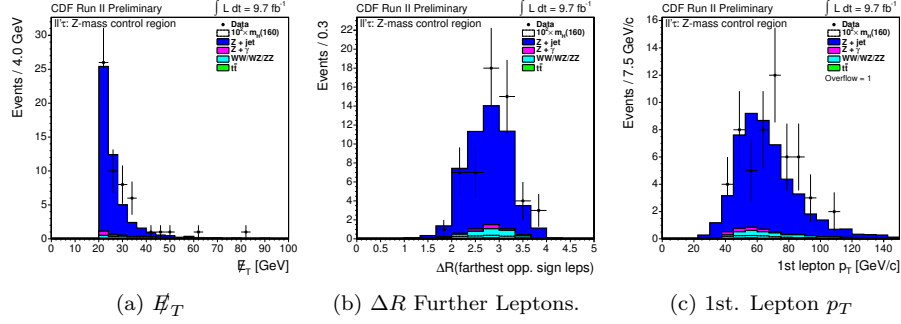 CDF Run II Preliminary ∫ L dt = 9.7 fb⁻¹
ll'τ: Z-mass control region
Data
10²× m_H(160)
Z + jet
Z + γ
WW/WZ/ZZ
tt̄
Events / 4.0 GeV
30
25
20
15
10
5
0
0 10 20 30 40 50 60 70 80 90 100
E̸_T [GeV]
(a) E̸_T
CDF Run II Preliminary ∫ L dt = 9.7 fb⁻¹
ll'τ: Z-mass control region
Data
10²× m_H(160)
Z + jet
Z + γ
WW/WZ/ZZ
tt̄
Events / 0.3
22
20
18
16
14
12
10
8
6
4
2
0
0 0.5 1 1.5 2 2.5 3 3.5 4 4.5 5
ΔR(farthest opp. sign leps)
(b) ΔR Further Leptons.
CDF Run II Preliminary ∫ L dt = 9.7 fb⁻¹
ll'τ: Z-mass control region
Data
10²× m_H(160)
Z + jet
Z + γ
WW/WZ/ZZ
tt̄
Overflow = 1
Events / 7.5 GeV/c
16
14
12
10
8
6
4
2
0
0 20 40 60 80 100 120 140
1st lepton p_T [GeV/c]
(c) 1st. Lepton p_T